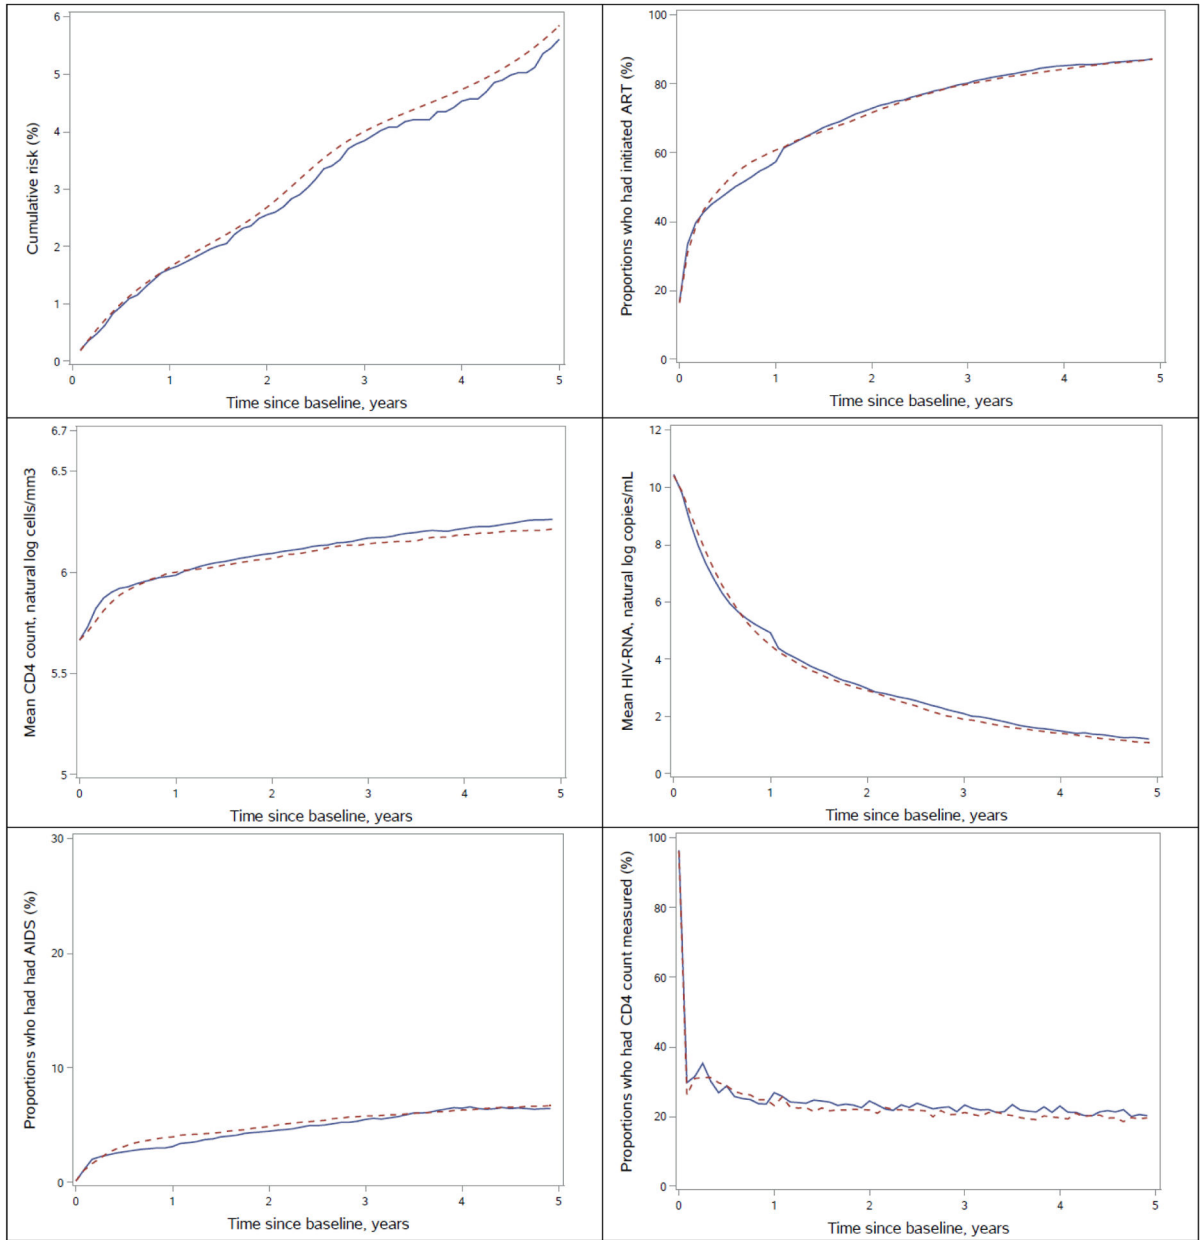 6
5
4
3
2
1
0
Cumulative risk (%)
0 1 2 3 4 5
Time since baseline, years
100
80
60
40
20
0
Proportions who had initiated ART (%)
0 1 2 3 4 5
Time since baseline, years
6.7
6.5
6
5.5
5
Mean CD4 count, natural log cells/mm3
0 1 2 3 4 5
Time since baseline, years
12
10
8
6
4
2
0
Mean HIV-RNA, natural log copies/mL
0 1 2 3 4 5
Time since baseline, years
30
20
10
0
Proportions who had had AIDS (%)
0 1 2 3 4 5
Time since baseline, years
100
80
60
40
20
0
Proportions who had CD4 count measured (%)
0 1 2 3 4 5
Time since baseline, years